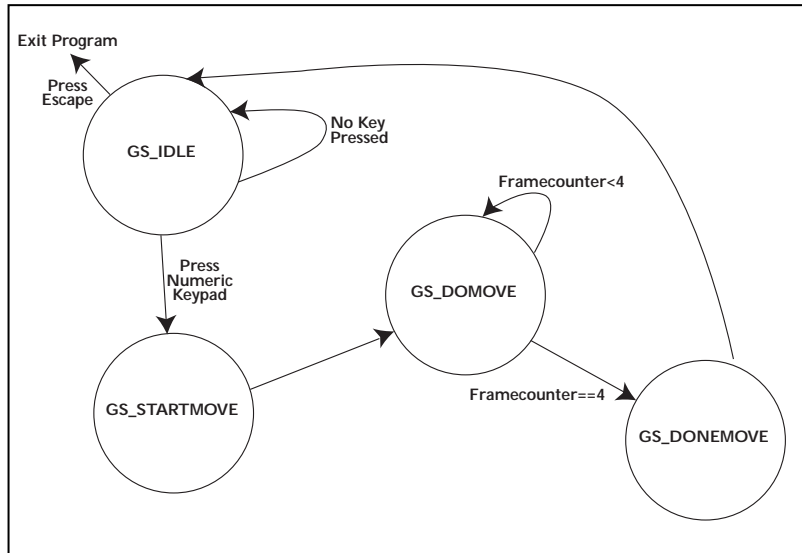 Exit Program
Press
Escape
No Key
Pressed
GS_IDLE
Framecounter<4
Press
Numeric
Keypad
GS_DOMOVE
Framecounter==4
GS_STARTMOVE
GS_DONEMOVE